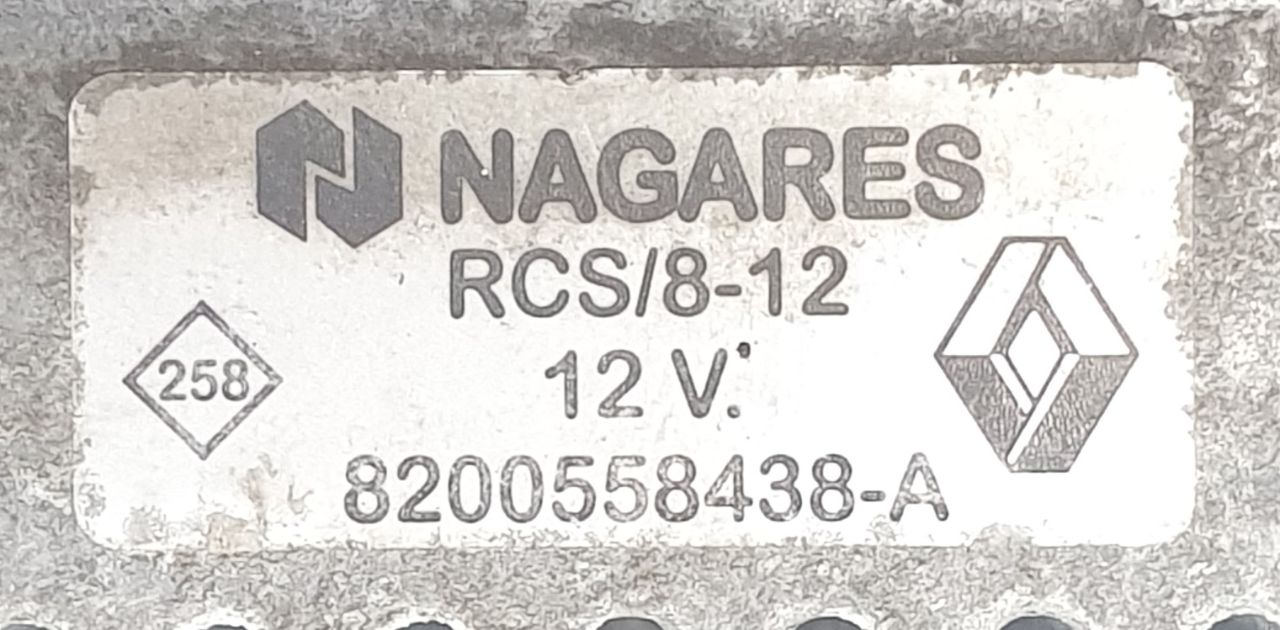 NAGARES
RCS/8-12
12 V.
258
8200558438-A